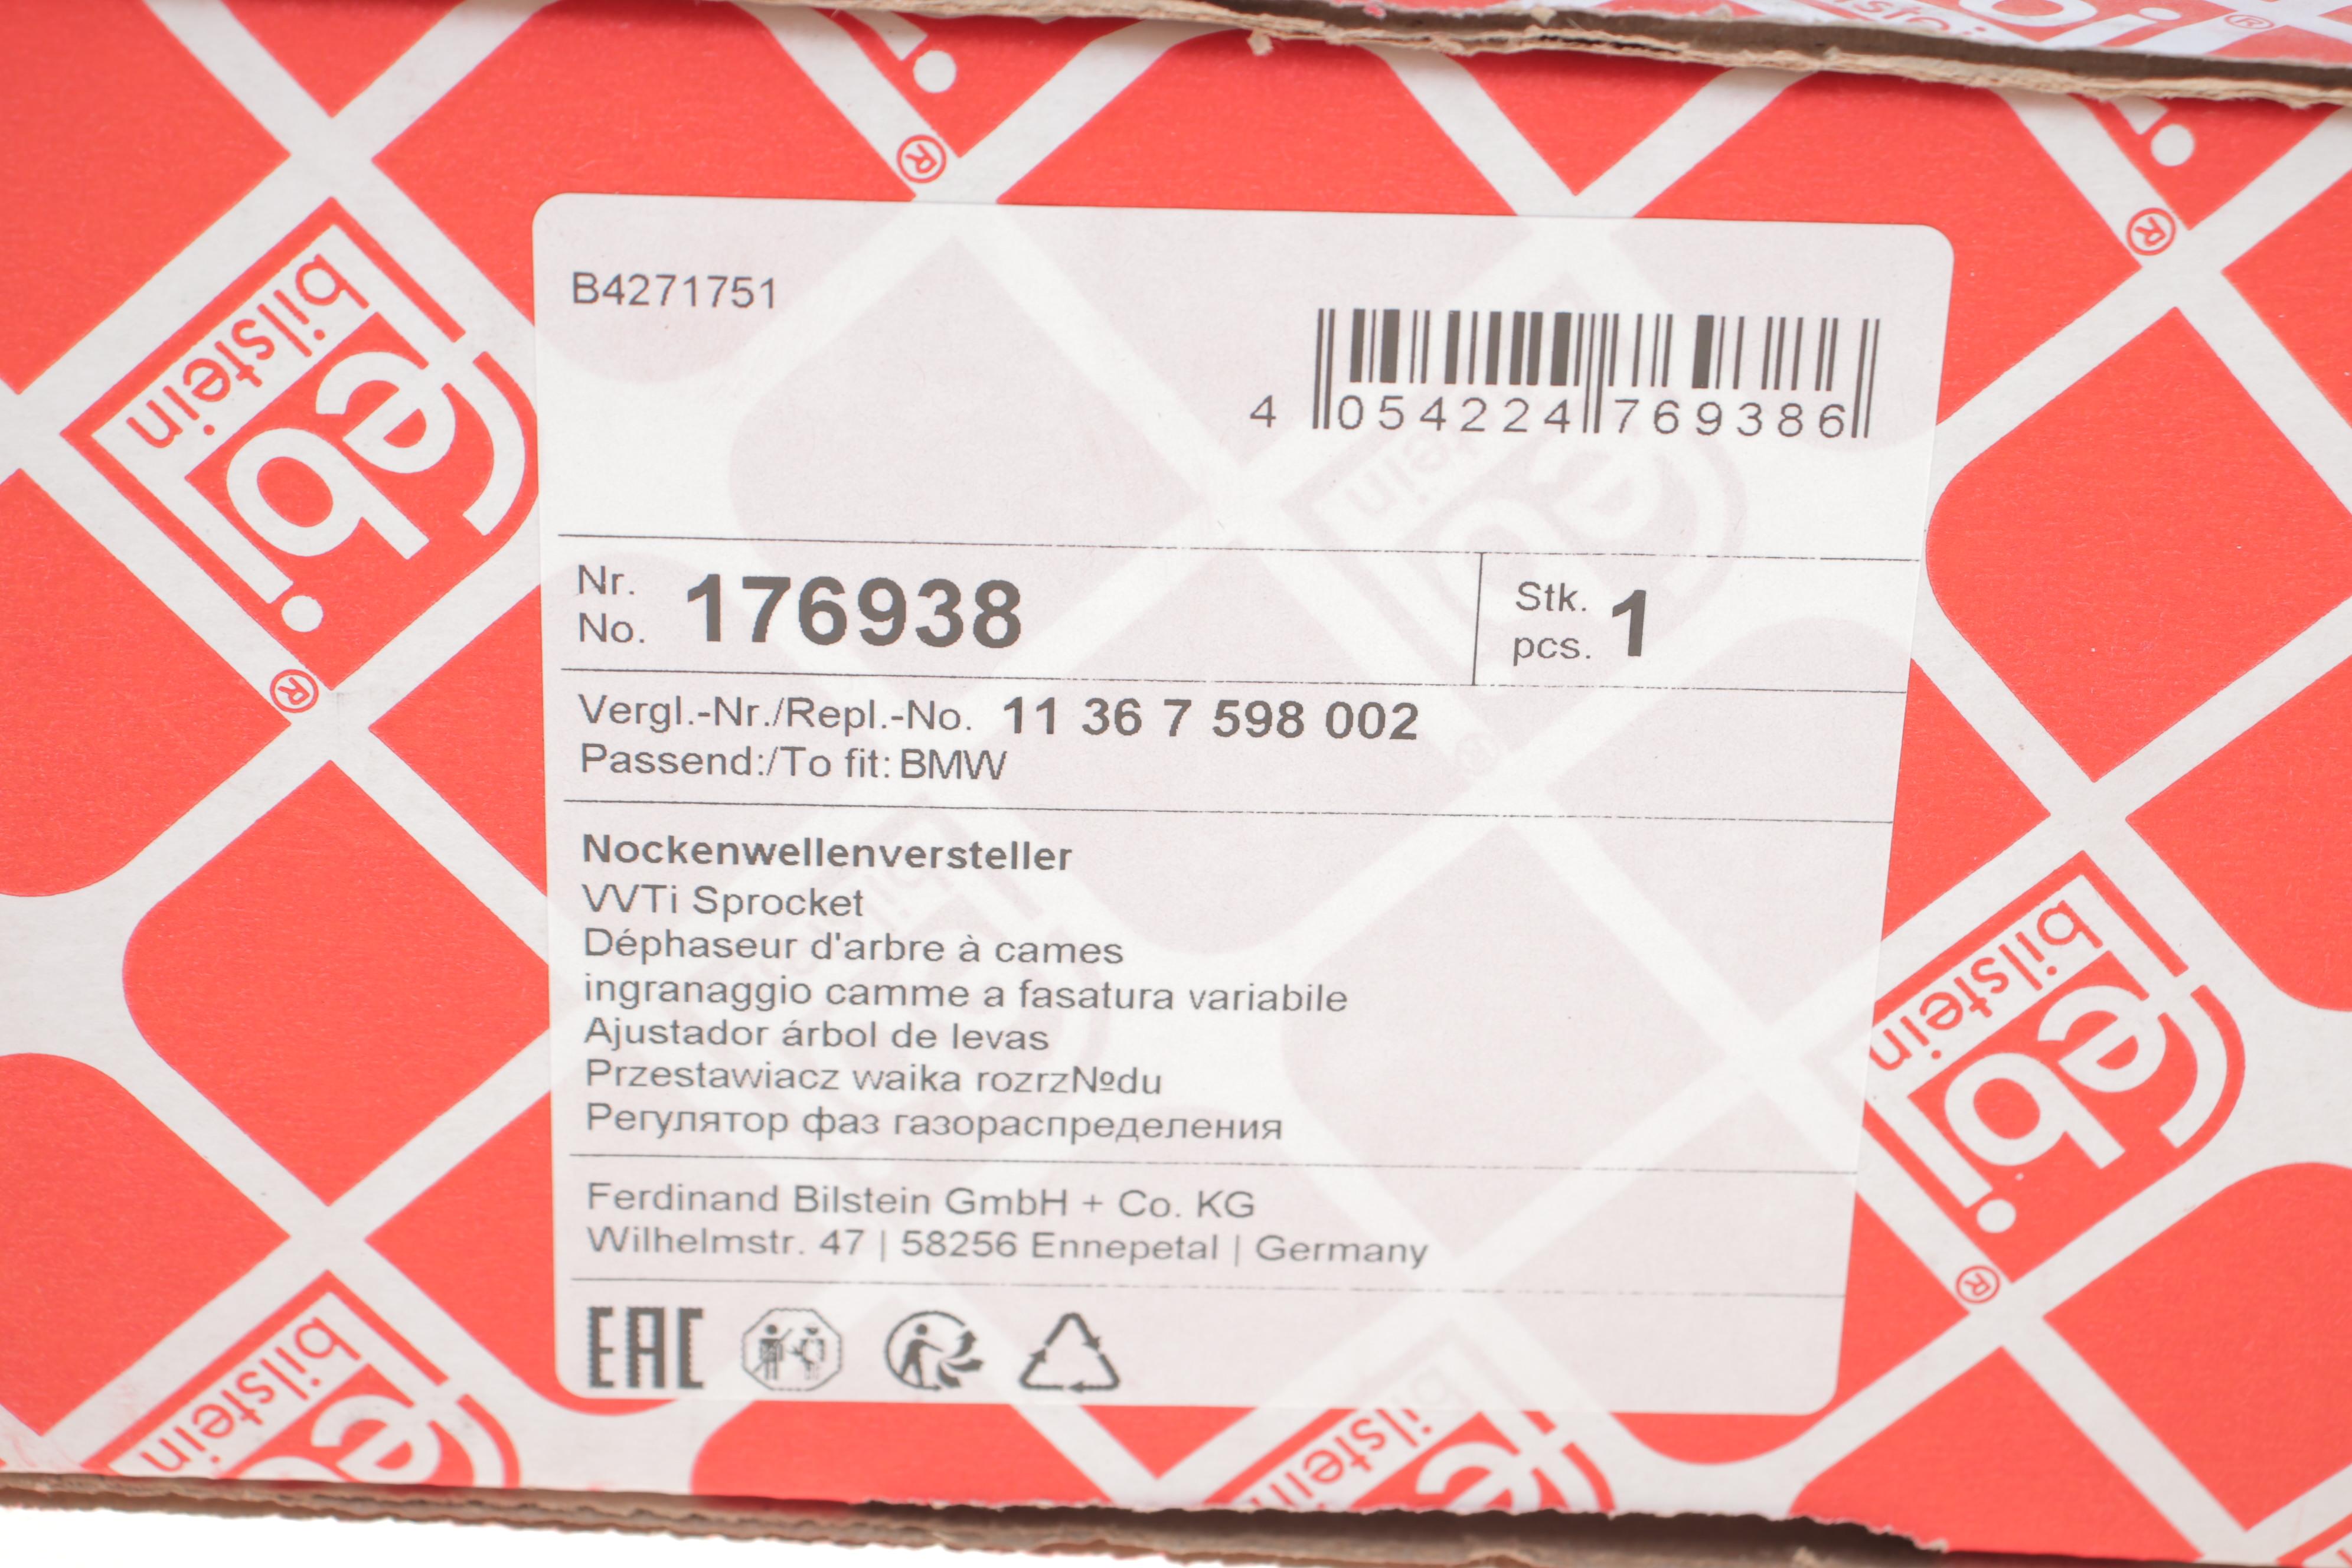 B4271751
4 054224 769386
Nr.
No. 176938
Stk.
pcs. 1
Vergl.-Nr./Repl.-No. 11 36 7 598 002
Passend:/To fit: BMW
Nockenwellenversteller
VVTi Sprocket
Déphaseur d'arbre à cames
ingranaggio camme a fasatura variabile
Ajustador árbol de levas
Przestawiacz waika rozrz№du
Регулятор фаз газораспределения
Ferdinand Bilstein GmbH + Co. KG
Wilhelmstr. 47 | 58256 Ennepetal | Germany
EAC
febi
bilstein
®
febi
bilstein
®
bilstein
®
®